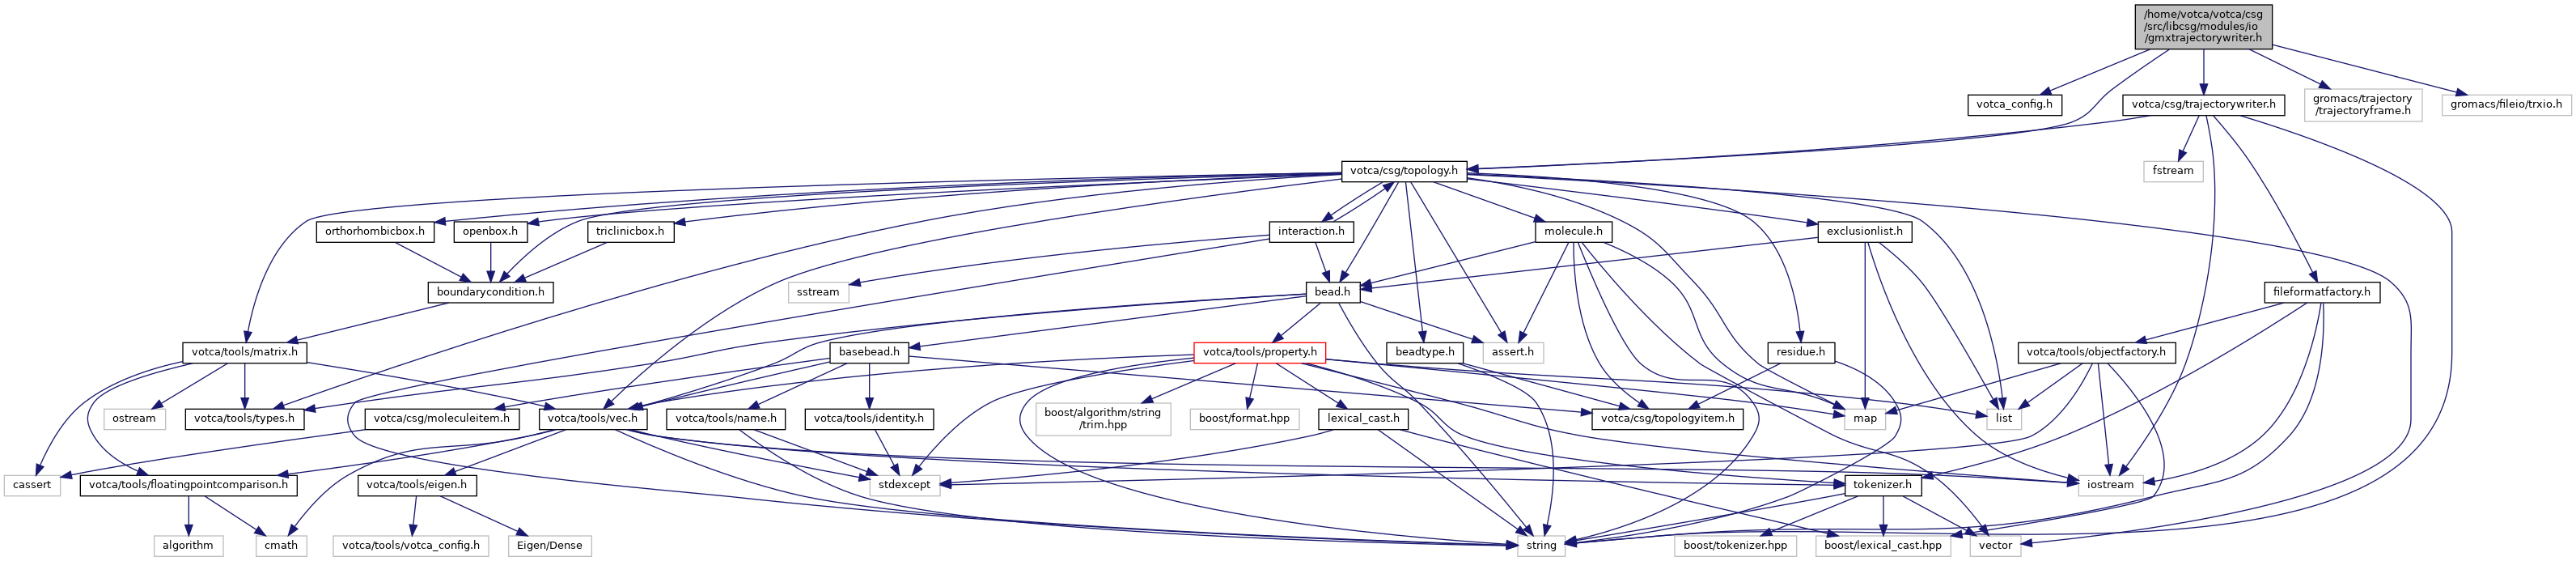 /home/votca/votca/csg
/src/libcsg/modules/io
/gmxtrajectorywriter.h
votca_config.h
votca/csg/trajectorywriter.h
gromacs/trajectory
/trajectoryframe.h
gromacs/fileio/trxio.h
votca/csg/topology.h
fstream
orthorhombicbox.h
openbox.h
triclinicbox.h
interaction.h
molecule.h
exclusionlist.h
boundarycondition.h
sstream
bead.h
fileformatfactory.h
votca/tools/matrix.h
basebead.h
votca/tools/property.h
beadtype.h
assert.h
residue.h
votca/tools/objectfactory.h
ostream
votca/tools/types.h
votca/csg/moleculeitem.h
votca/tools/vec.h
votca/tools/name.h
votca/tools/identity.h
boost/algorithm/string
/trim.hpp
boost/format.hpp
lexical_cast.h
votca/csg/topologyitem.h
map
list
cassert
votca/tools/floatingpointcomparison.h
votca/tools/eigen.h
stdexcept
tokenizer.h
iostream
algorithm
cmath
votca/tools/votca_config.h
Eigen/Dense
string
boost/tokenizer.hpp
boost/lexical_cast.hpp
vector